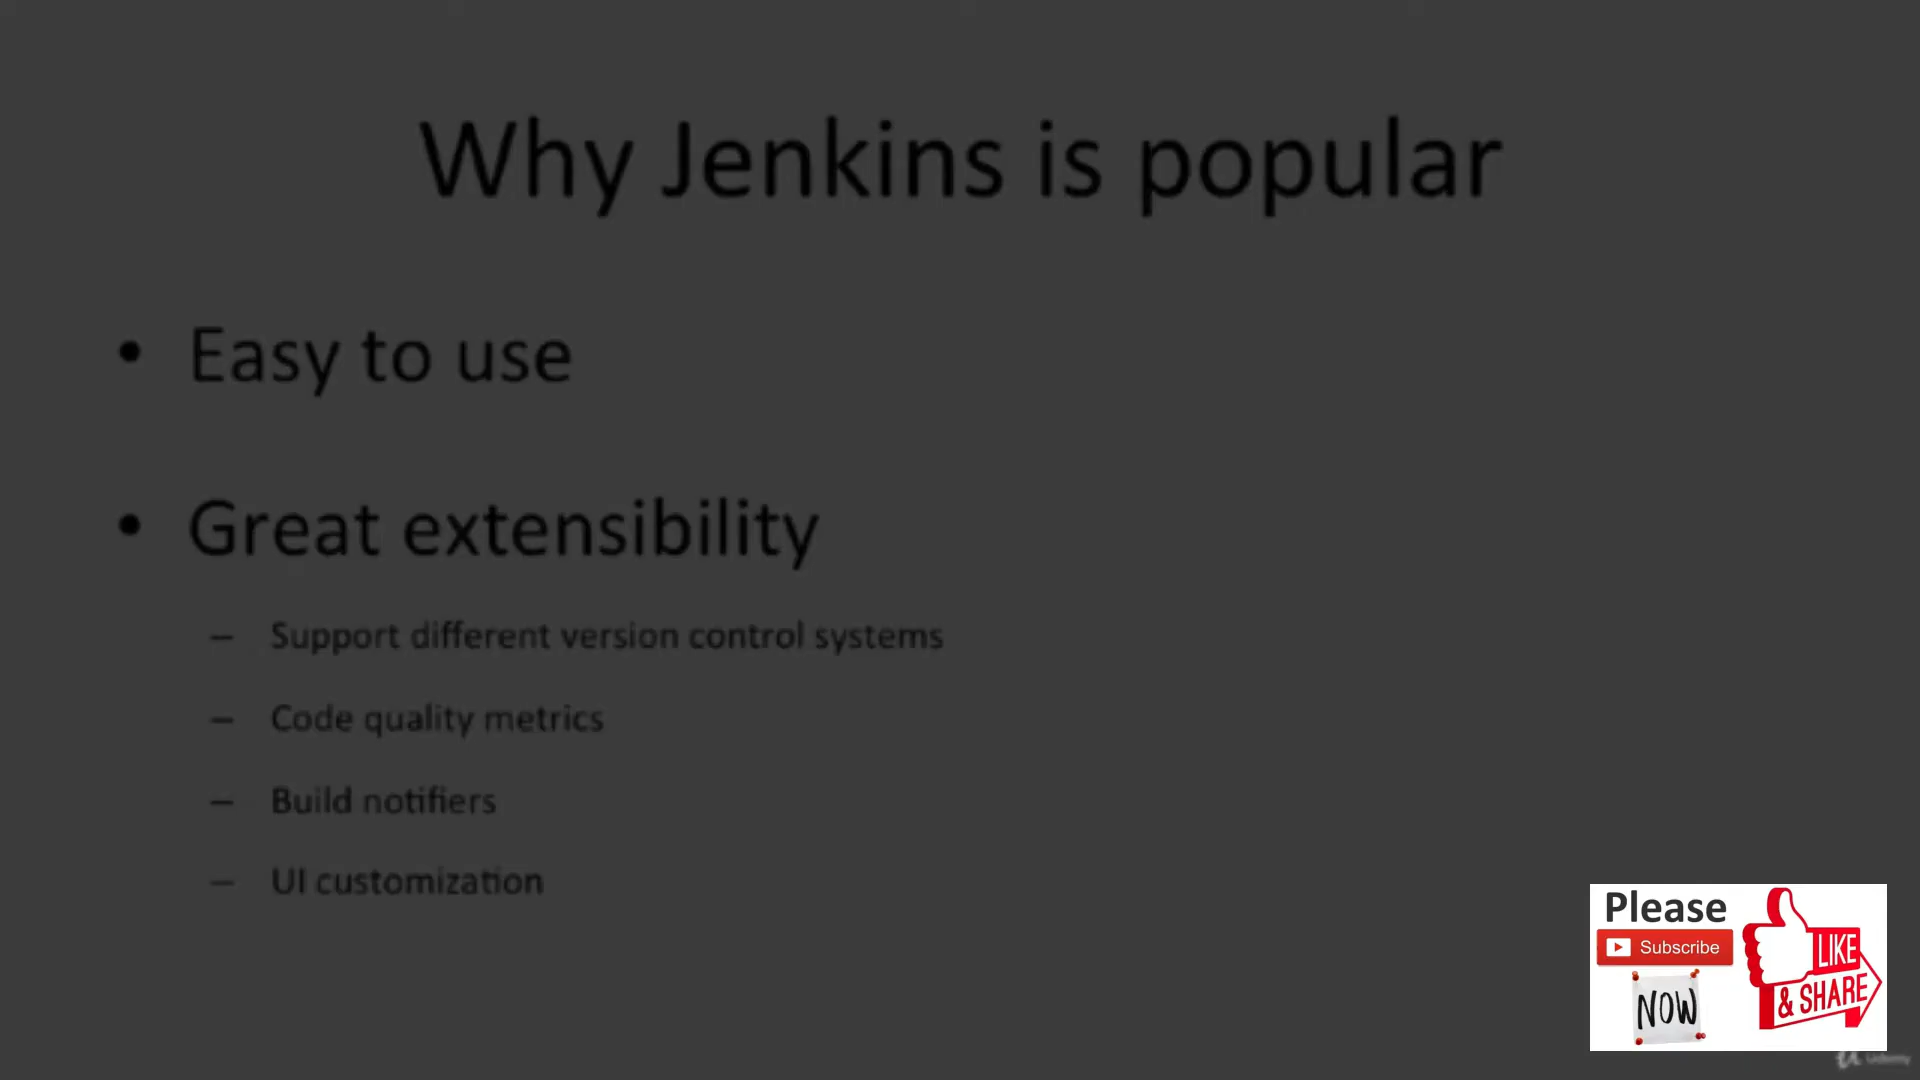 Why Jenkins is popular
• Easy to use
• Great extensibility
– Support different version control systems
– Code quality metrics
– Build notifiers
– UI customization
Please
Subscribe
NOW
LIKE
& SHARE
Udemy